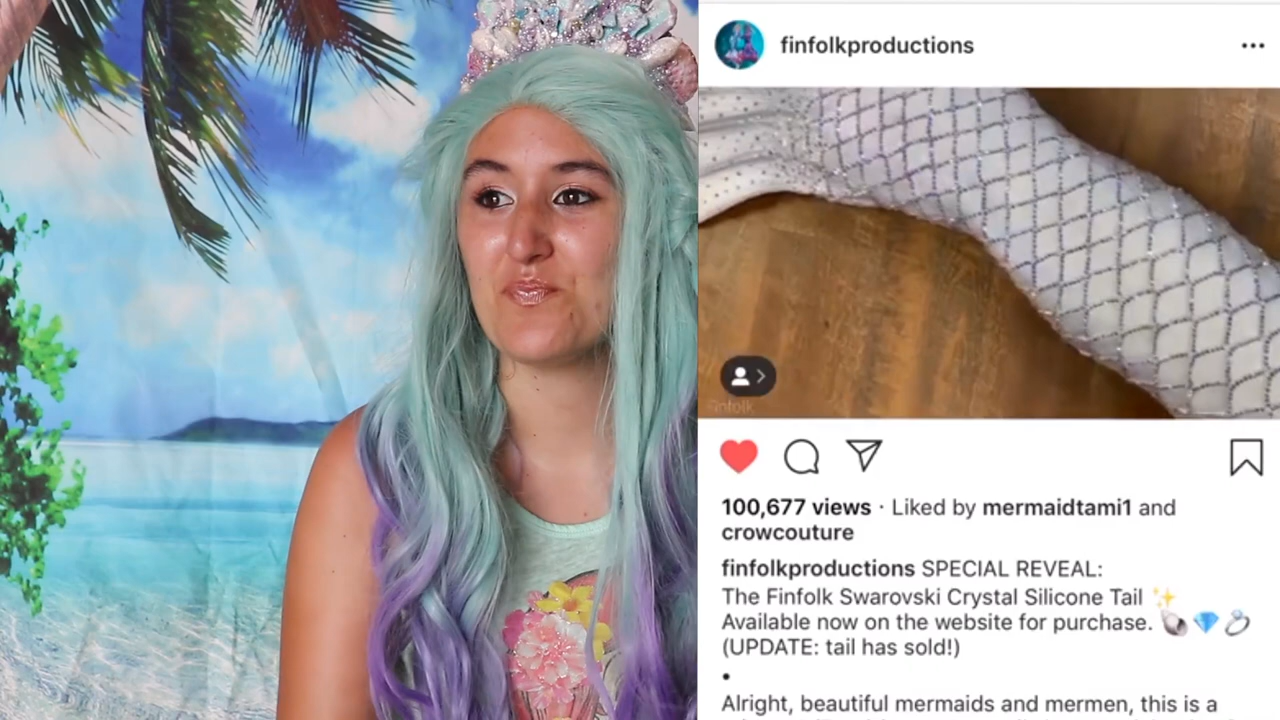 finfolkproductions
finfolk
100,677 views · Liked by mermaidtami1 and
crowcouture
finfolkproductions SPECIAL REVEAL:
The Finfolk Swarovski Crystal Silicone Tail ✨
Available now on the website for purchase. 🐚💎💍
(UPDATE: tail has sold!)
•
Alright, beautiful mermaids and mermen, this is a